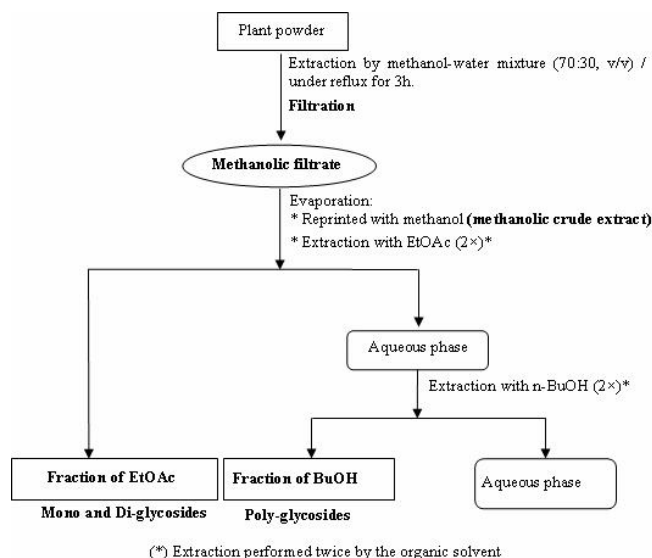 Plant powder
Extraction by methanol-water mixture (70:30, v/v) /
under reflux for 3h.
Filtration
Methanolic filtrate
Evaporation:
* Reprinted with methanol (methanolic crude extract)
* Extraction with EtOAc (2×)*
Aqueous phase
Extraction with n-BuOH (2×)*
Fraction of EtOAc
Fraction of BuOH
Aqueous phase
Mono and Di-glycosides
Poly-glycosides
(*) Extraction performed twice by the organic solvent